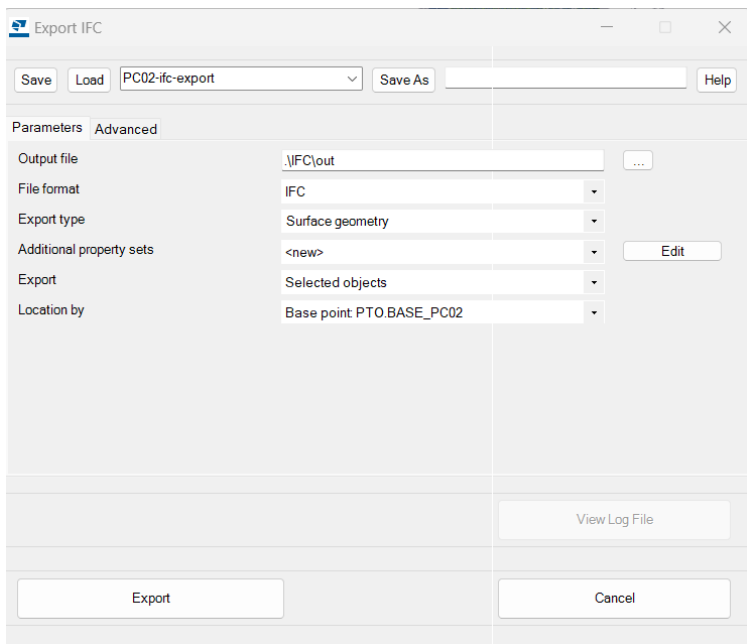 Export IFC
Save Load PC02-ifc-export Save As Help
Parameters Advanced
Output file .\IFC\out ...
File format IFC
Export type Surface geometry
Additional property sets <new> Edit
Export Selected objects
Location by Base point: PTO.BASE_PC02
View Log File
Export Cancel